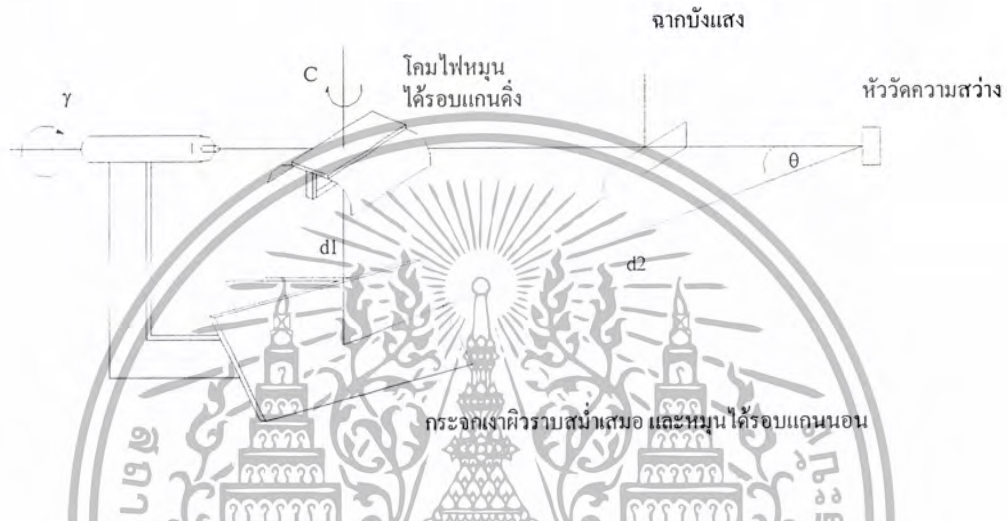 ฉากบังแสง
โคมไฟหมุน
ได้รอบแกนดิ่ง
C
γ
หัววัดความสว่าง
θ
d1
d2
กระจกเงาผิวราบสม่ำเสมอ และหมุนได้รอบแกนนอน